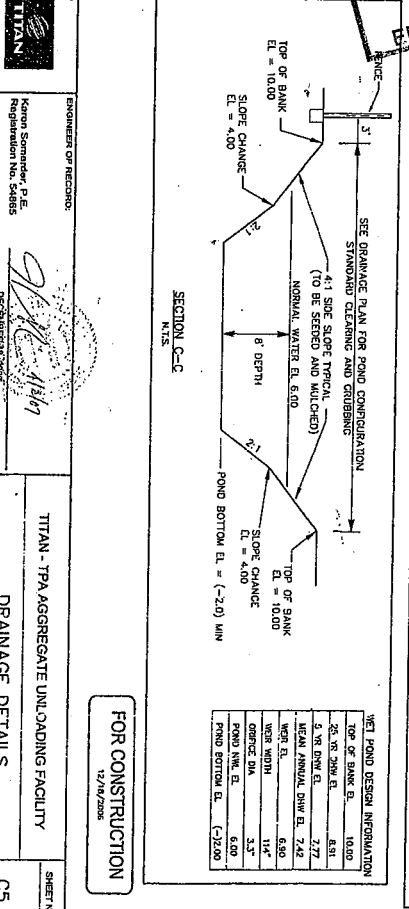 FENCE
3'
SEE DRAINAGE PLAN FOR POND CONFIGURATION
STANDARD CLEARING AND GRUBBING
TOP OF BANK
EL = 10.00
SLOPE CHANGE
EL = 4.00
2:1
4:1 SIDE SLOPE TYPICAL
(TO BE SEEDED AND MULCHED)
NORMAL WATER EL 6.00
8' DEPTH
2:1
TOP OF BANK
EL = 10.00
SLOPE CHANGE
EL = 4.00
POND BOTTOM EL = (-2.0) MIN
SECTION C-C
N.T.S.
WET POND DESIGN INFORMATION
TOP OF BANK EL 10.00
25 YR DHW EL 8.91
5 YR DHW EL 7.77
MEAN ANNUAL DHW EL 7.42
WEIR EL 6.90
WEIR WIDTH 114"
ORIFICE DIA 3.3"
POND NWL EL 6.00
POND BOTTOM EL (-)2.00
FOR CONSTRUCTION
12/18/2006
TITAN
ENGINEER OF RECORD:
Karon Somarder, P.E.
Registration No. 54865
TITAN - TPA AGGREGATE UNLOADING FACILITY
DRAINAGE DETAILS
SHEET N
C5